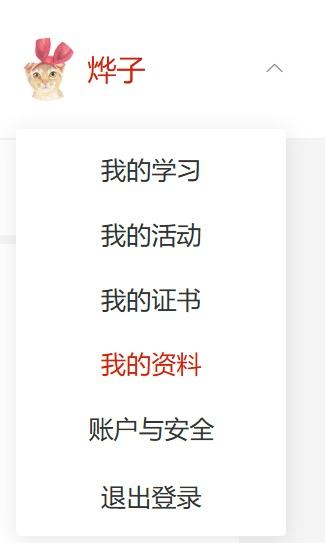 烨子
我的学习
我的活动
我的证书
我的资料
账户与安全
退出登录